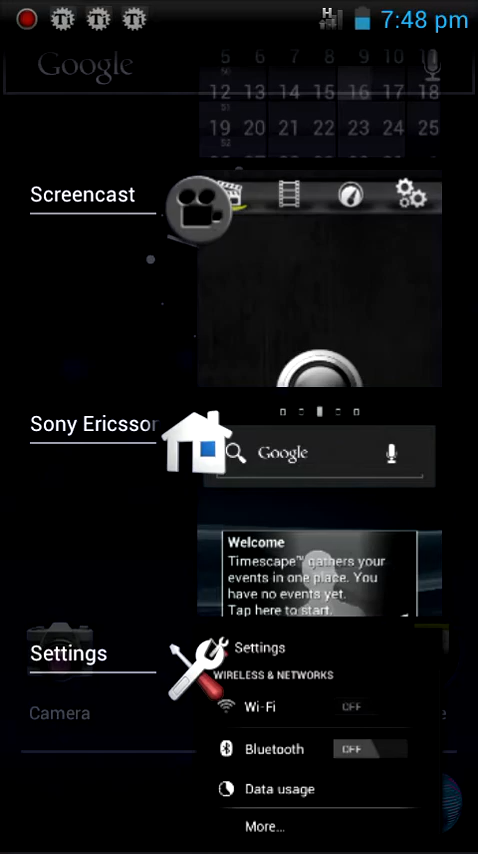 H 7:48 pm
Google
5 6 7 8 9 10
50
12 13 14 15 16 17 18
51
19 20 21 22 23 24 25
52
Screencast
Sony Ericsson
Google
Welcome
Timescape™ gathers your
events in one place. You
have no events yet.
Tap here to start.
Settings
Settings
WIRELESS & NETWORKS
Wi-Fi OFF
Camera
Bluetooth OFF
Data usage
More...